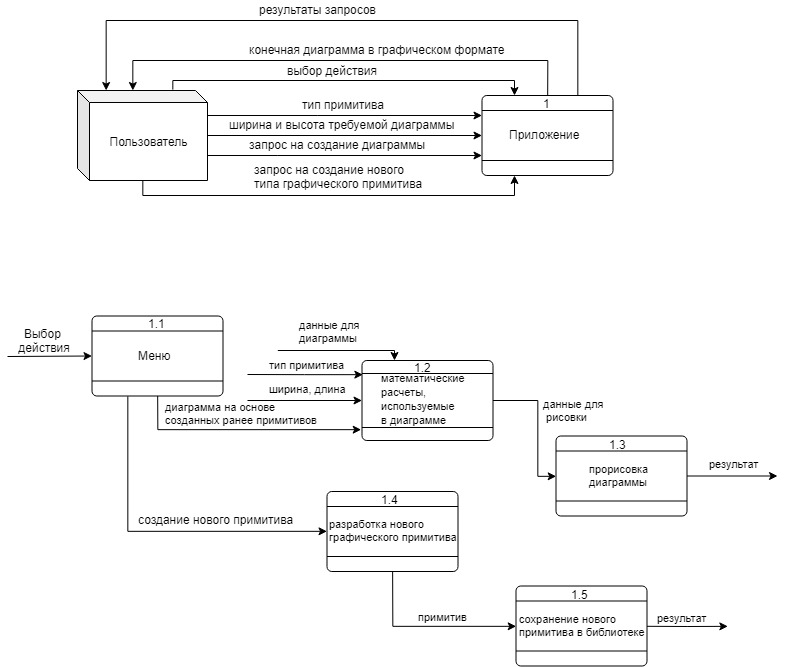 результаты запросов
конечная диаграмма в графическом формате
выбор действия
1
тип примитива
Пользователь
ширина и высота требуемой диаграммы
Приложение
запрос на создание диаграммы
запрос на создание нового
типа графического примитива
1.1
Выбор
действия
Меню
данные для
диаграммы
1.2
тип примитива
математические
расчеты,
используемые
в диаграмме
ширина, длина
диаграмма на основе
созданных ранее примитивов
данные для
рисовки
1.3
прорисовка
диаграммы
результат
1.4
создание нового примитива
разработка нового
графического примитива
1.5
примитив
сохранение нового
примитива в библиотеке
результат